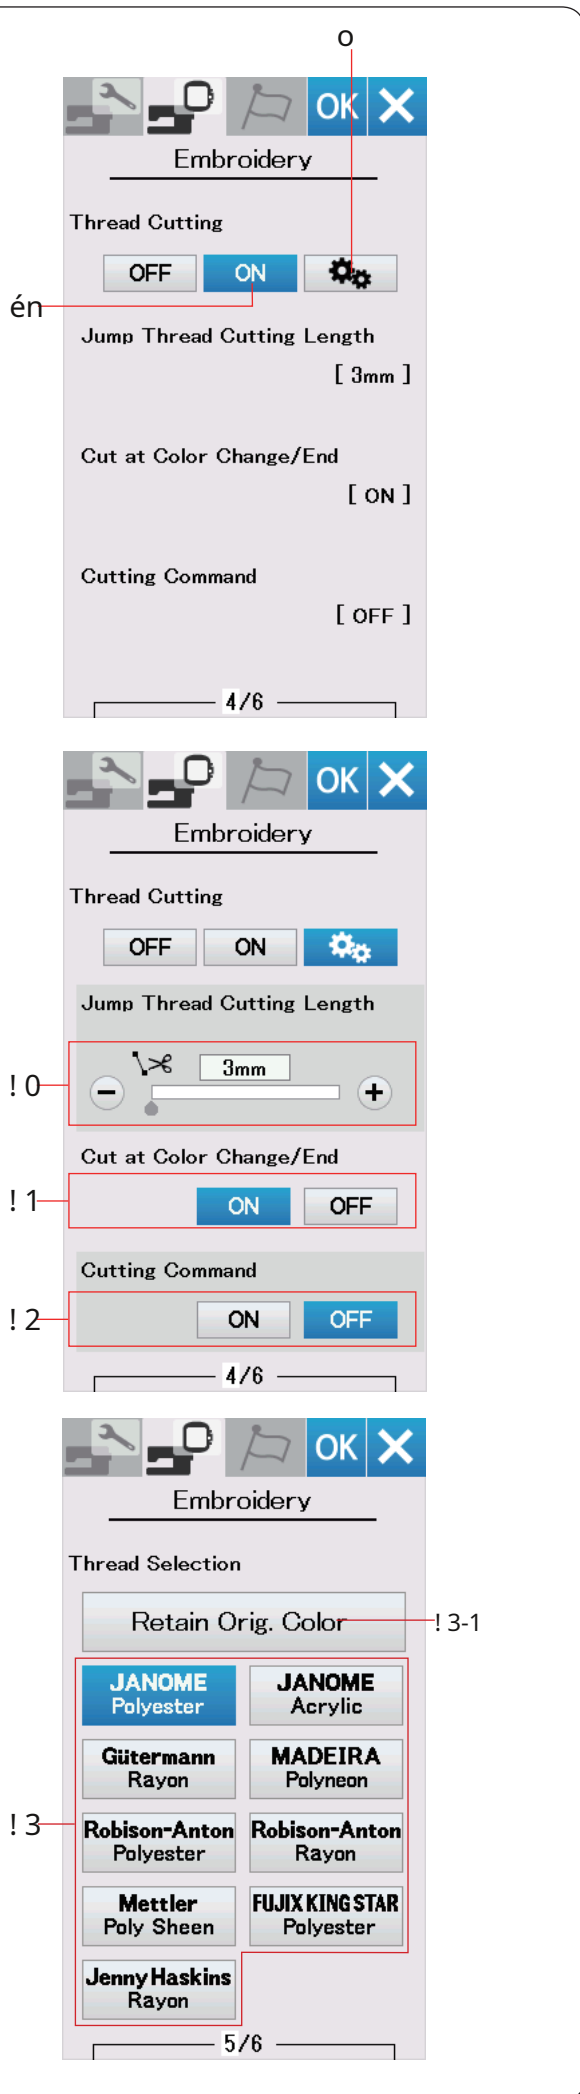 o
OK
Embroidery
Thread Cutting
OFF ON
én
Jump Thread Cutting Length
[ 3mm ]
Cut at Color Change/End
[ ON ]
Cutting Command
[ OFF ]
4/6
OK
Embroidery
Thread Cutting
OFF ON
Jump Thread Cutting Length
3mm
! 0
Cut at Color Change/End
! 1 ON OFF
Cutting Command
! 2 ON OFF
4/6
OK
Embroidery
Thread Selection
Retain Orig. Color ! 3-1
JANOME JANOME
Polyester Acrylic
Gütermann MADEIRA
Rayon Polyneon
! 3 Robison-Anton Robison-Anton
Polyester Rayon
Mettler FUJIX KING STAR
Poly Sheen Polyester
Jenny Haskins
Rayon
5/6